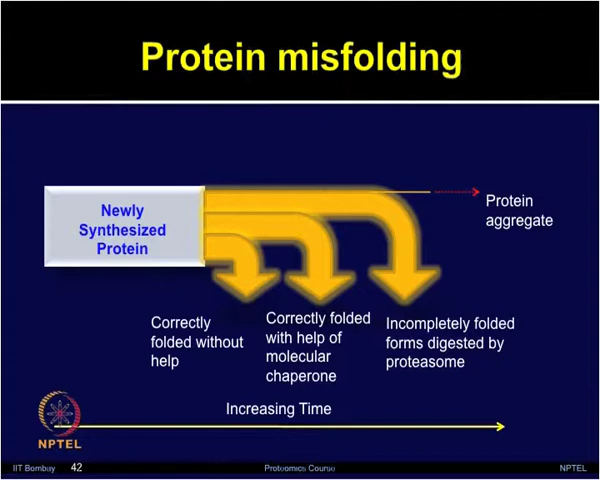 Protein misfolding
Newly
Synthesized
Protein
Protein
aggregate
Correctly
folded without
help
Correctly folded
with help of
molecular
chaperone
Incompletely folded
forms digested by
proteasome
Increasing Time
NPTEL
IIT Bombay
42
Proteomics Course
NPTEL